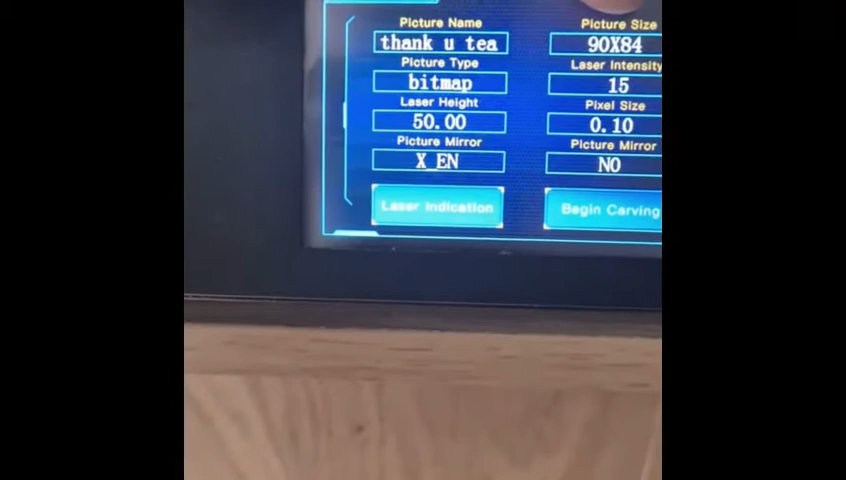 Picture Name
Picture Size
thank u tea
90X84
Picture Type
Laser Intensity
bitmap
15
Laser Height
Pixel Size
50.00
0.10
Picture Mirror
Picture Mirror
X_EN
NO
Laser Indication
Begin Carving